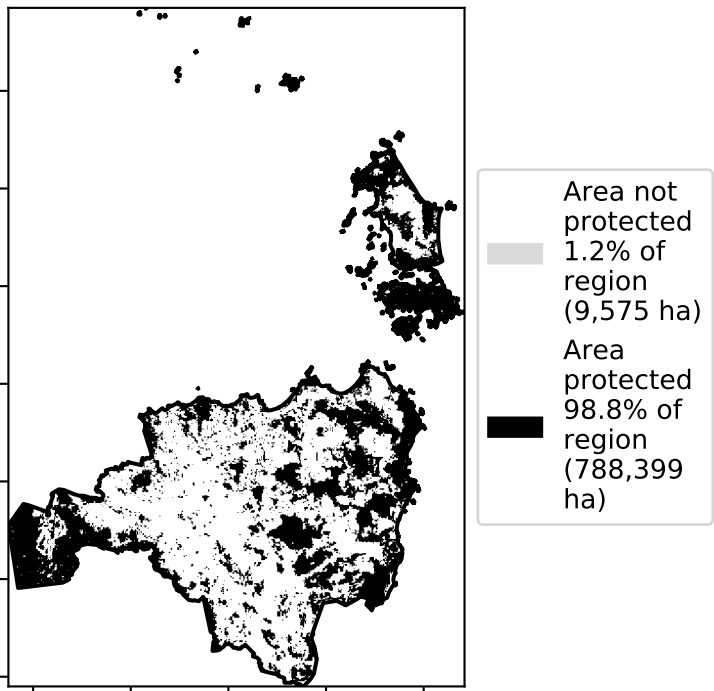 Area not
protected
1.2% of
region
(9,575 ha)
Area
protected
98.8% of
region
(788,399
ha)